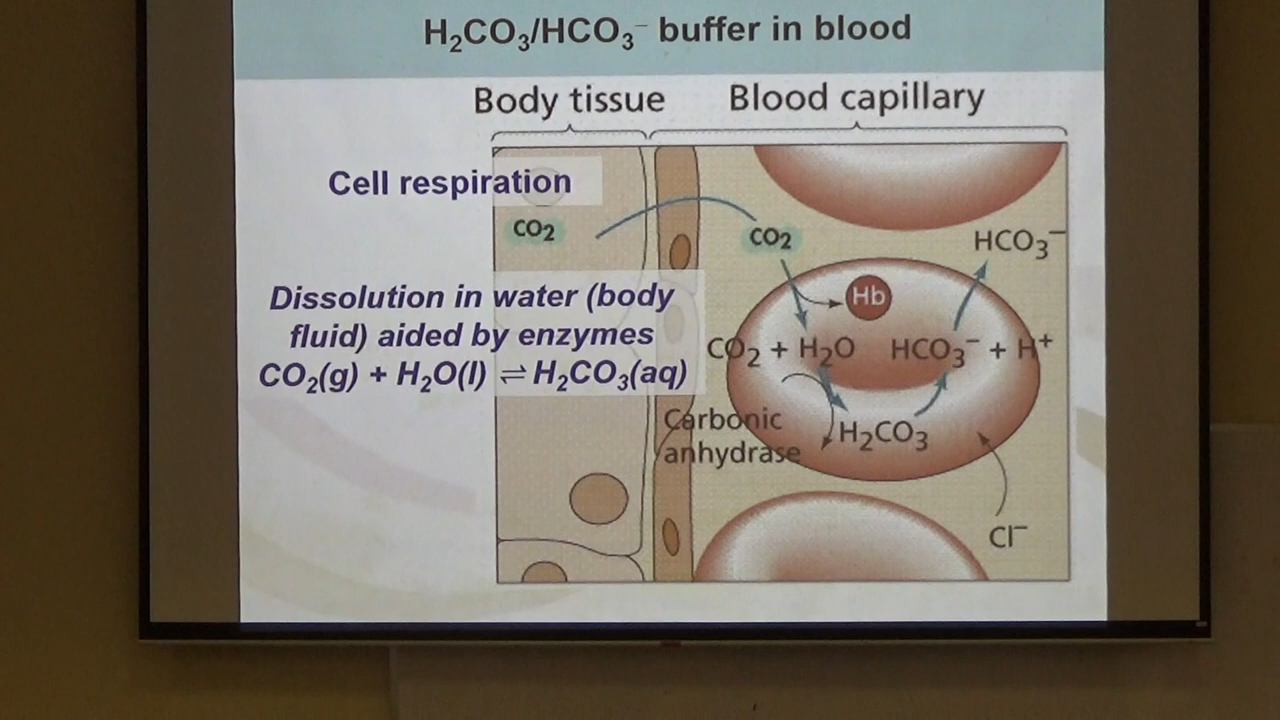 H₂CO₃/HCO₃⁻ buffer in blood
Body tissue
Blood capillary
Cell respiration
CO₂
CO₂
HCO₃⁻
Hb
Dissolution in water (body
fluid) aided by enzymes
CO₂(g) + H₂O(l) ⇌ H₂CO₃(aq)
CO₂ + H₂O
HCO₃⁻ + H⁺
Carbonic
anhydrase
H₂CO₃
Cl⁻